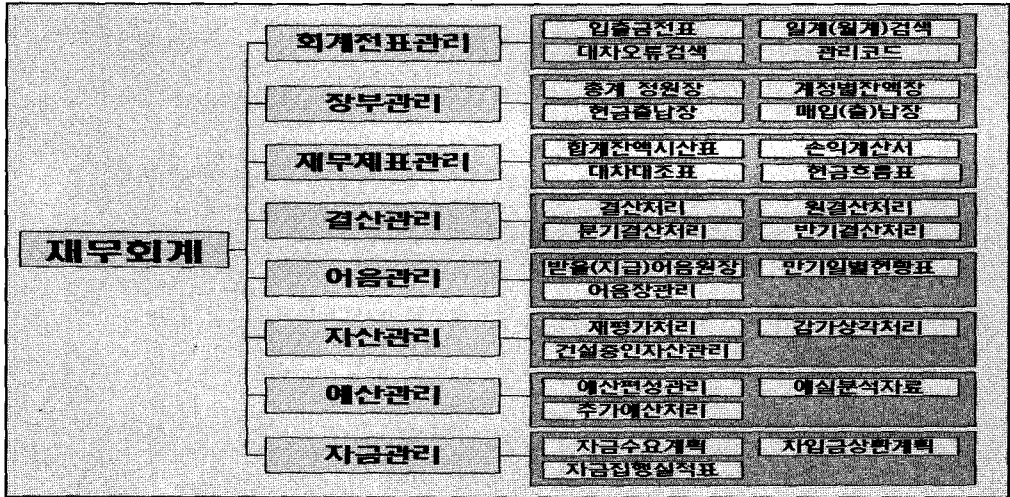 재무회계
회계전표관리
입출금전표 일계(월계)검색
대차오류검색 관리코드
장부관리
총계 정원장 계정별잔액장
현금출납장 매입(출)납장
재무제표관리
합계잔액시산표 손익계산서
대차대조표 현금흐름표
결산관리
결산처리 월결산처리
분기결산처리 반기결산처리
어음관리
받을(지급)어음원장 만기일별현황표
어음장관리
자산관리
재평가처리 감가상각처리
건설중인자산관리
예산관리
예산편성관리 예실분석자료
추가예산처리
자금관리
자금수요계획 차입금상환계획
자금집행실적표